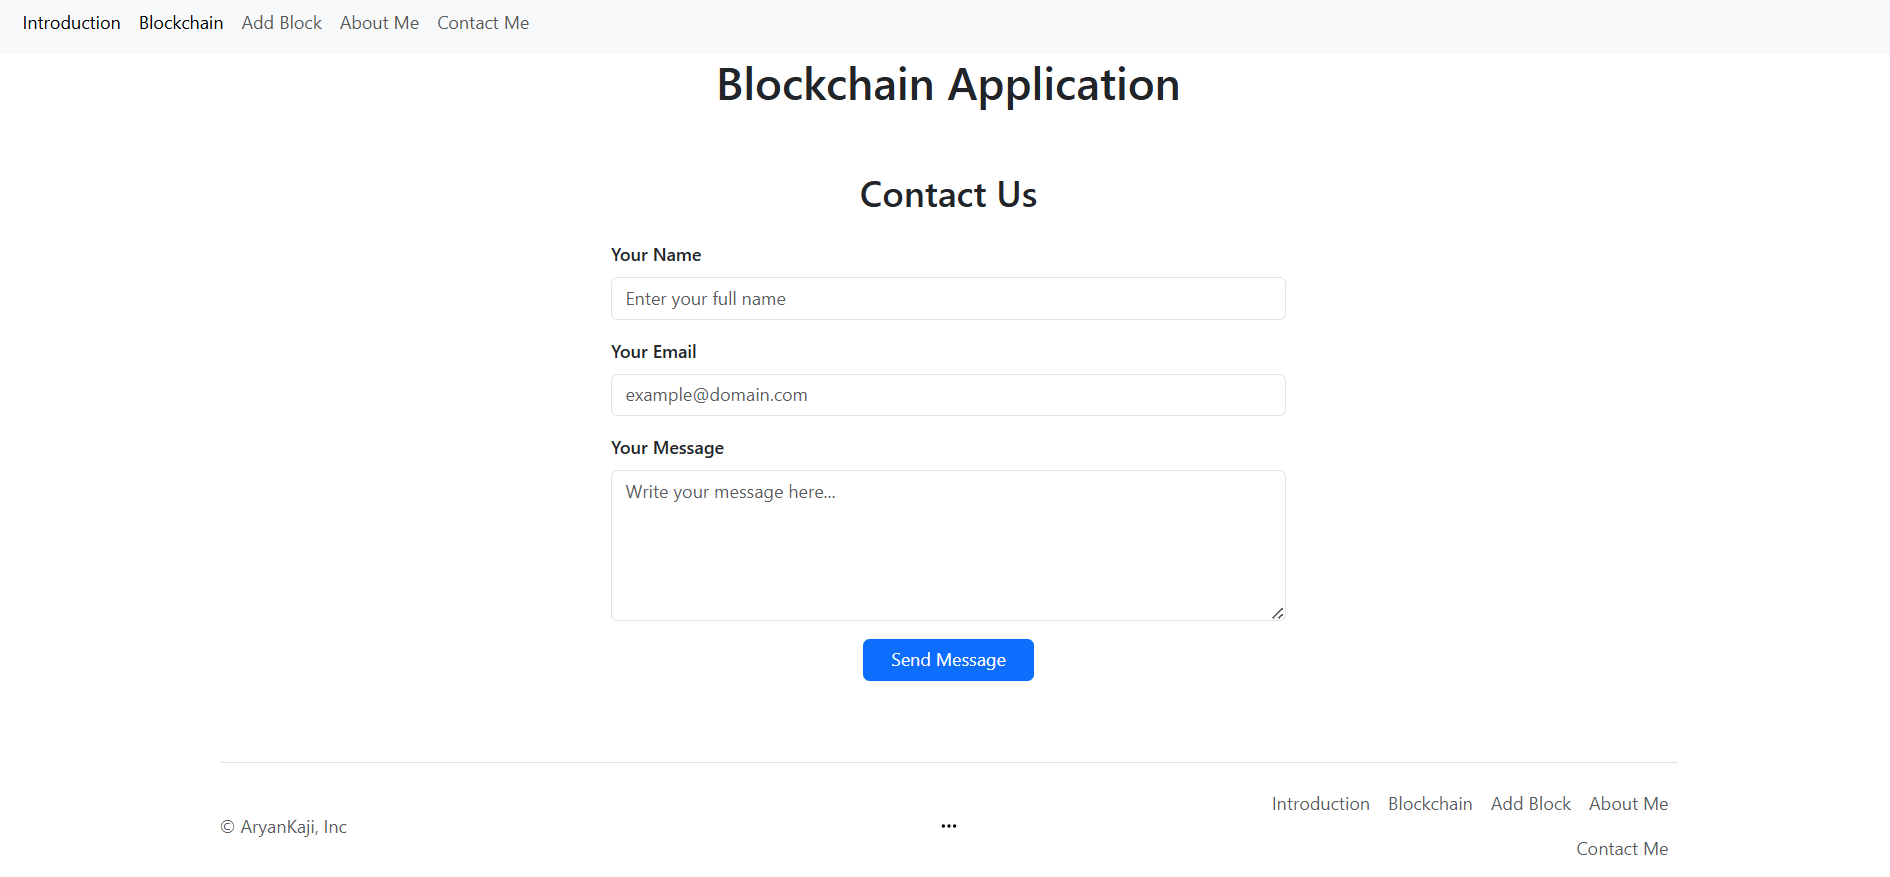 Introduction Blockchain Add Block About Me Contact Me
Blockchain Application
Contact Us
Your Name
Enter your full name
Your Email
example@domain.com
Your Message
Write your message here...
Send Message
Introduction Blockchain Add Block About Me
© AryanKaji, Inc
Contact Me